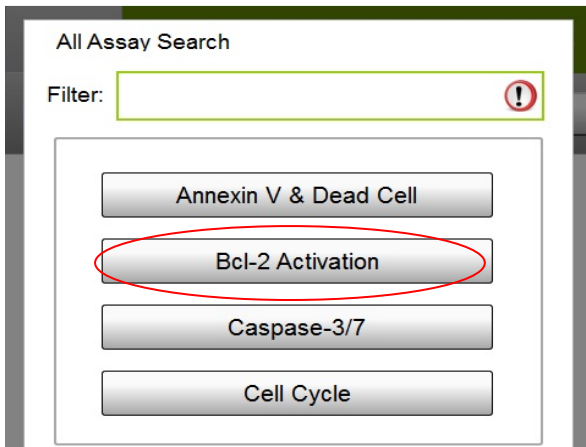 All Assay Search
Filter:
Annexin V & Dead Cell
Bcl-2 Activation
Caspase-3/7
Cell Cycle